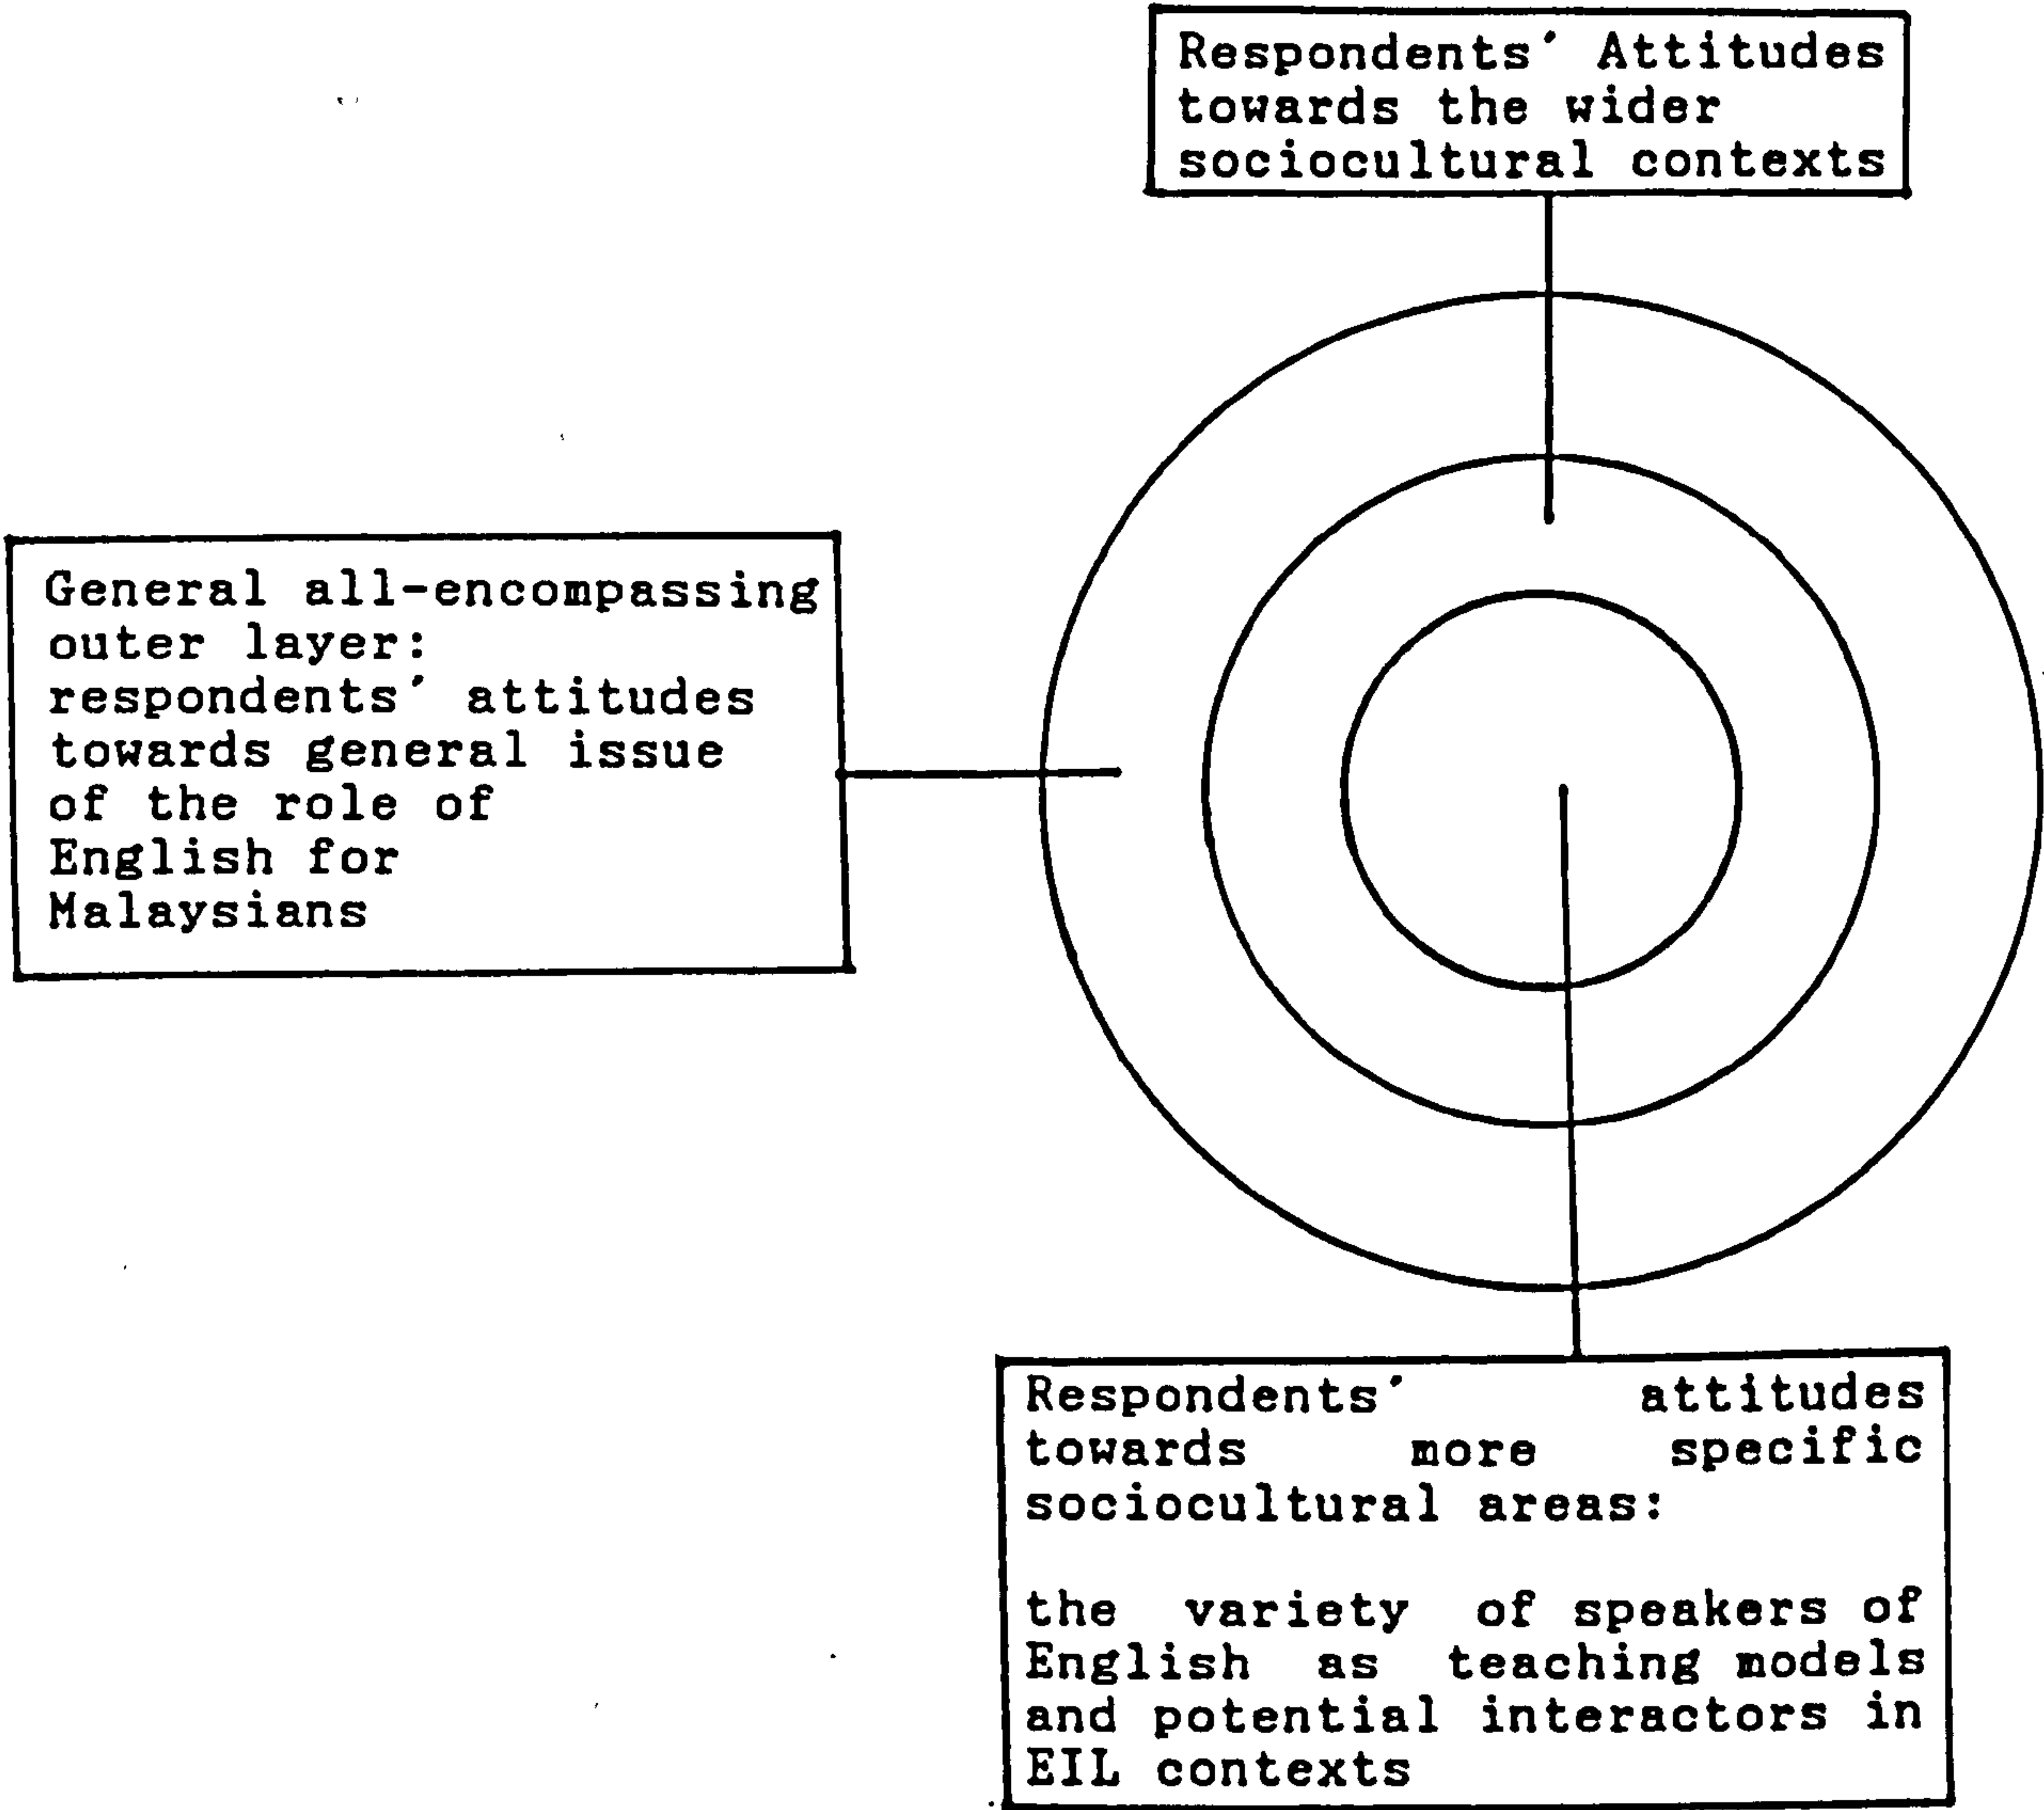 Respondents´ Attitudes
towards the wider
sociocultural contexts
General all-encompassing
outer layer:
respondents´ attitudes
towards general issue
of the role of
English for
Malaysians
Respondents´ attitudes
towards more specific
sociocultural areas:
the variety of speakers of
English as teaching models
and potential interactors in
EIL contexts